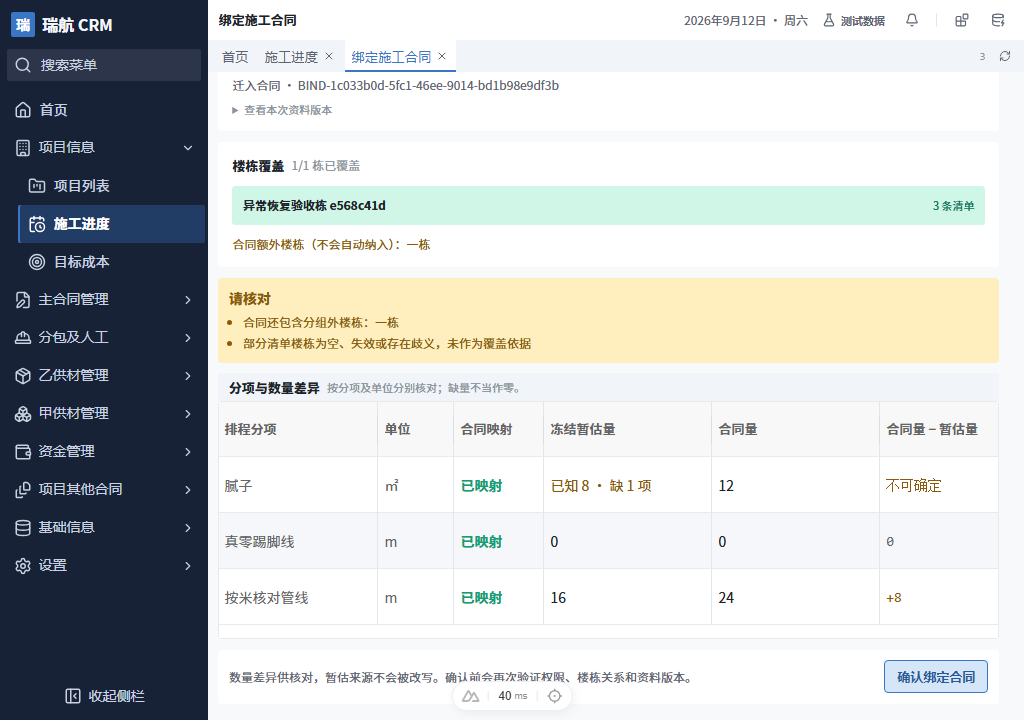 瑞 瑞航 CRM
搜索菜单
首页
项目信息
项目列表
施工进度
目标成本
主合同管理
分包及人工
乙供材管理
甲供材管理
资金管理
项目其他合同
基础信息
设置
收起侧栏
绑定施工合同
2026年9月12日 · 周六 测试数据
首页 施工进度 × 绑定施工合同 × 3
迁入合同 · BIND-1c033b0d-5fc1-46ee-9014-bd1b98e9df3b
▶ 查看本次资料版本
楼栋覆盖 1/1 栋已覆盖
异常恢复验收栋 e568c41d 3 条清单
合同额外楼栋（不会自动纳入）：一栋
请核对
• 合同还包含分组外楼栋：一栋
• 部分清单楼栋为空、失效或存在歧义，未作为覆盖依据
分项与数量差异 按分项及单位分别核对；缺量不当作零。
排程分项 单位 合同映射 冻结暂估量 合同量 合同量 − 暂估量
腻子 ㎡ 已映射 已知 8 · 缺 1 项 12 不可确定
真零踢脚线 m 已映射 0 0 0
按米核对管线 m 已映射 16 24 +8
数量差异供核对，暂估来源不会被改写。确认前会再次验证权限、楼栋关系和资料版本。
确认绑定合同
40 ms